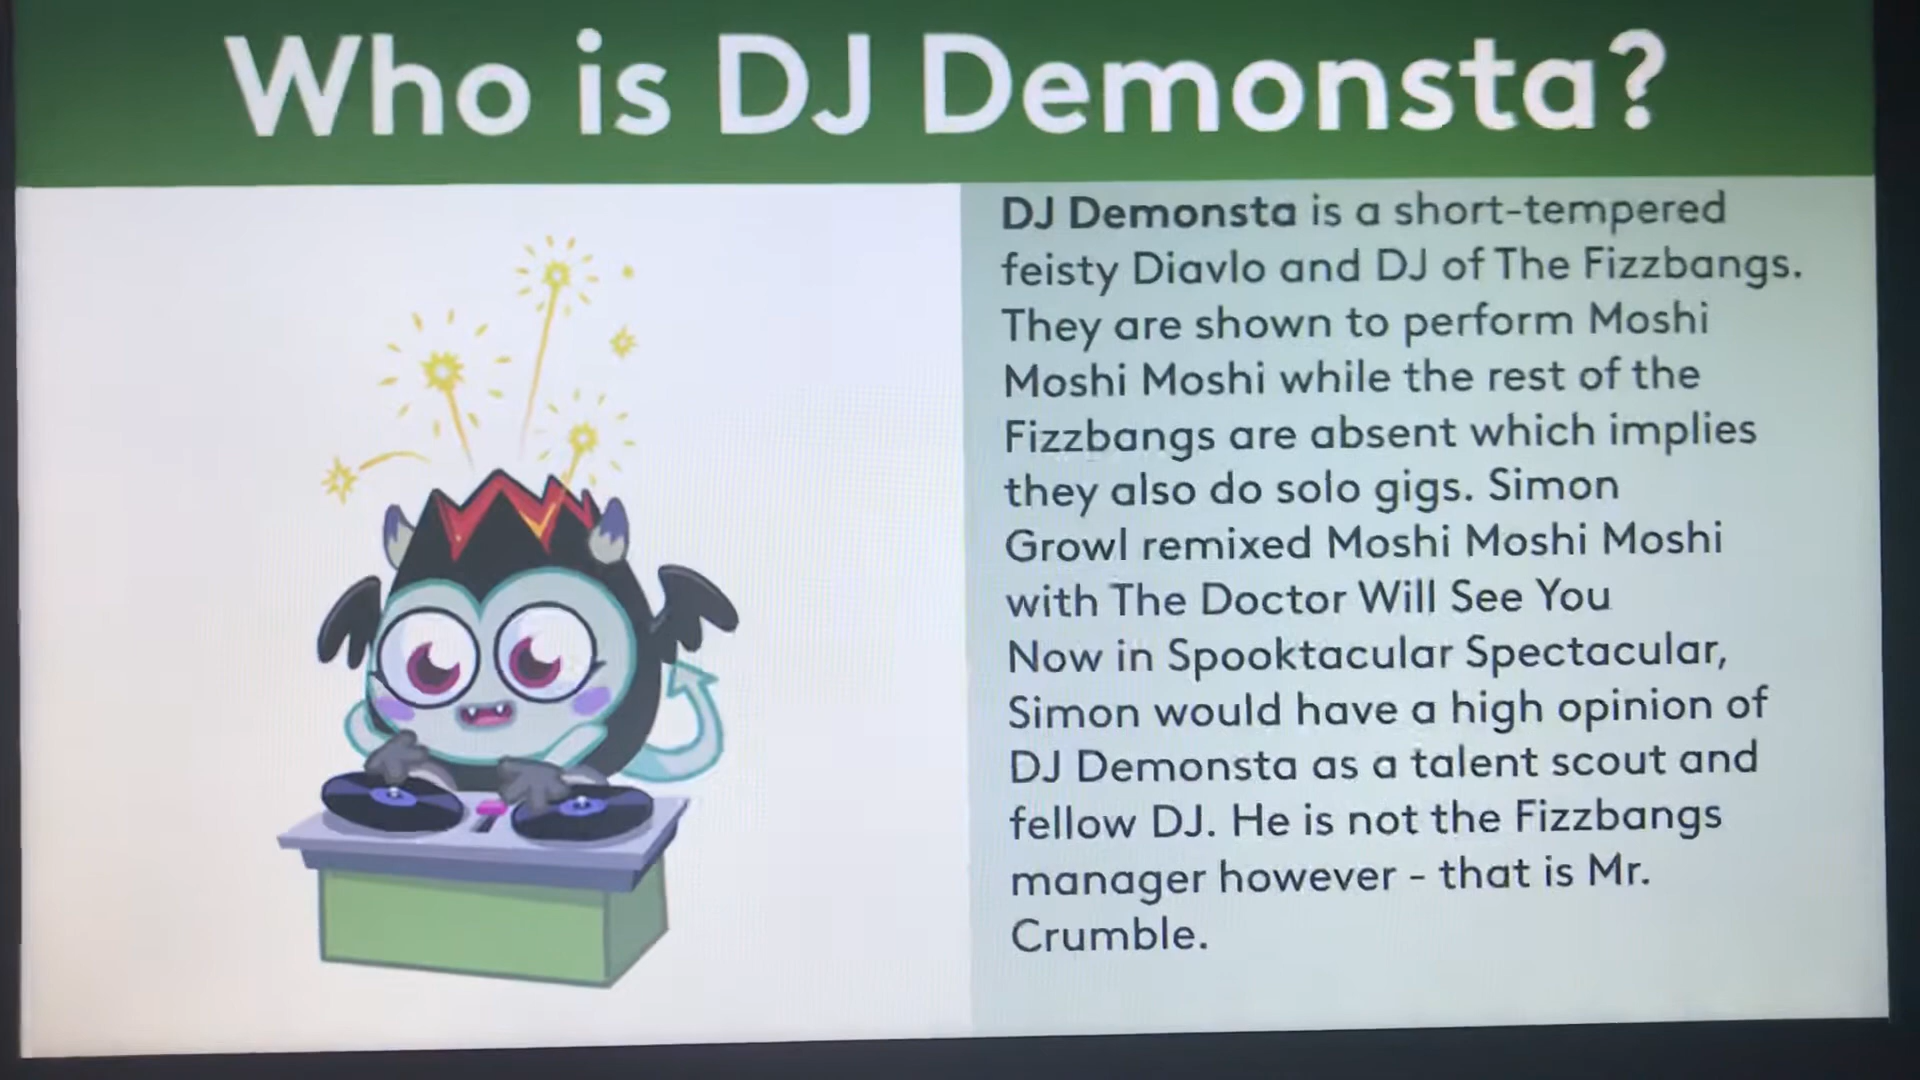 Who is DJ Demonsta?
DJ Demonsta is a short-tempered
feisty Diavlo and DJ of The Fizzbangs.
They are shown to perform Moshi
Moshi Moshi while the rest of the
Fizzbangs are absent which implies
they also do solo gigs. Simon
Growl remixed Moshi Moshi Moshi
with The Doctor Will See You
Now in Spooktacular Spectacular,
Simon would have a high opinion of
DJ Demonsta as a talent scout and
fellow DJ. He is not the Fizzbangs
manager however - that is Mr.
Crumble.